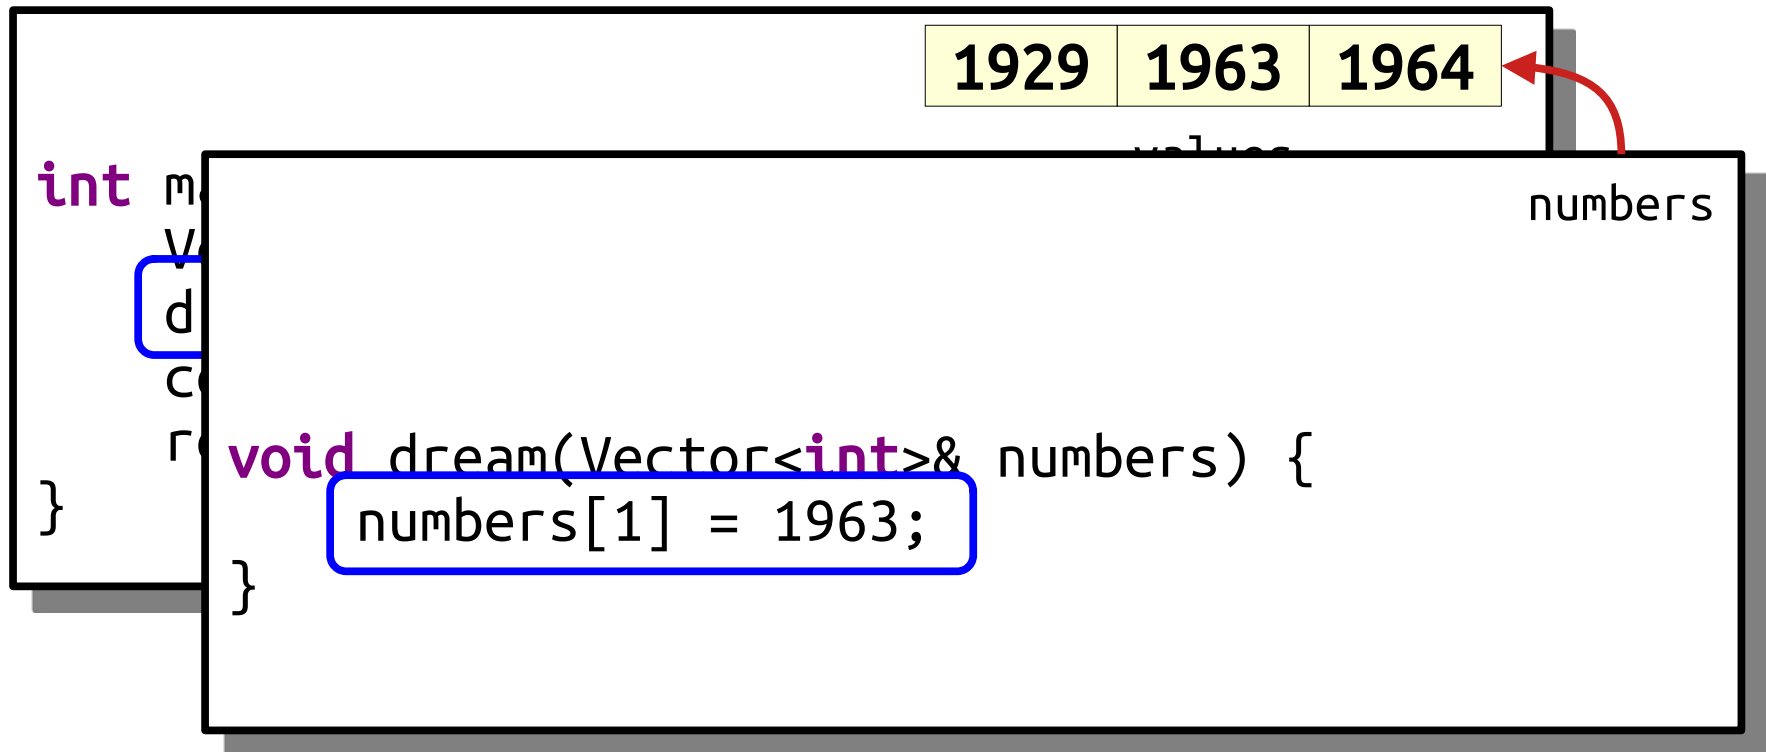 1929 1963 1964
int
numbers
void dream(Vector<int>& numbers) {
numbers[1] = 1963;
}
}